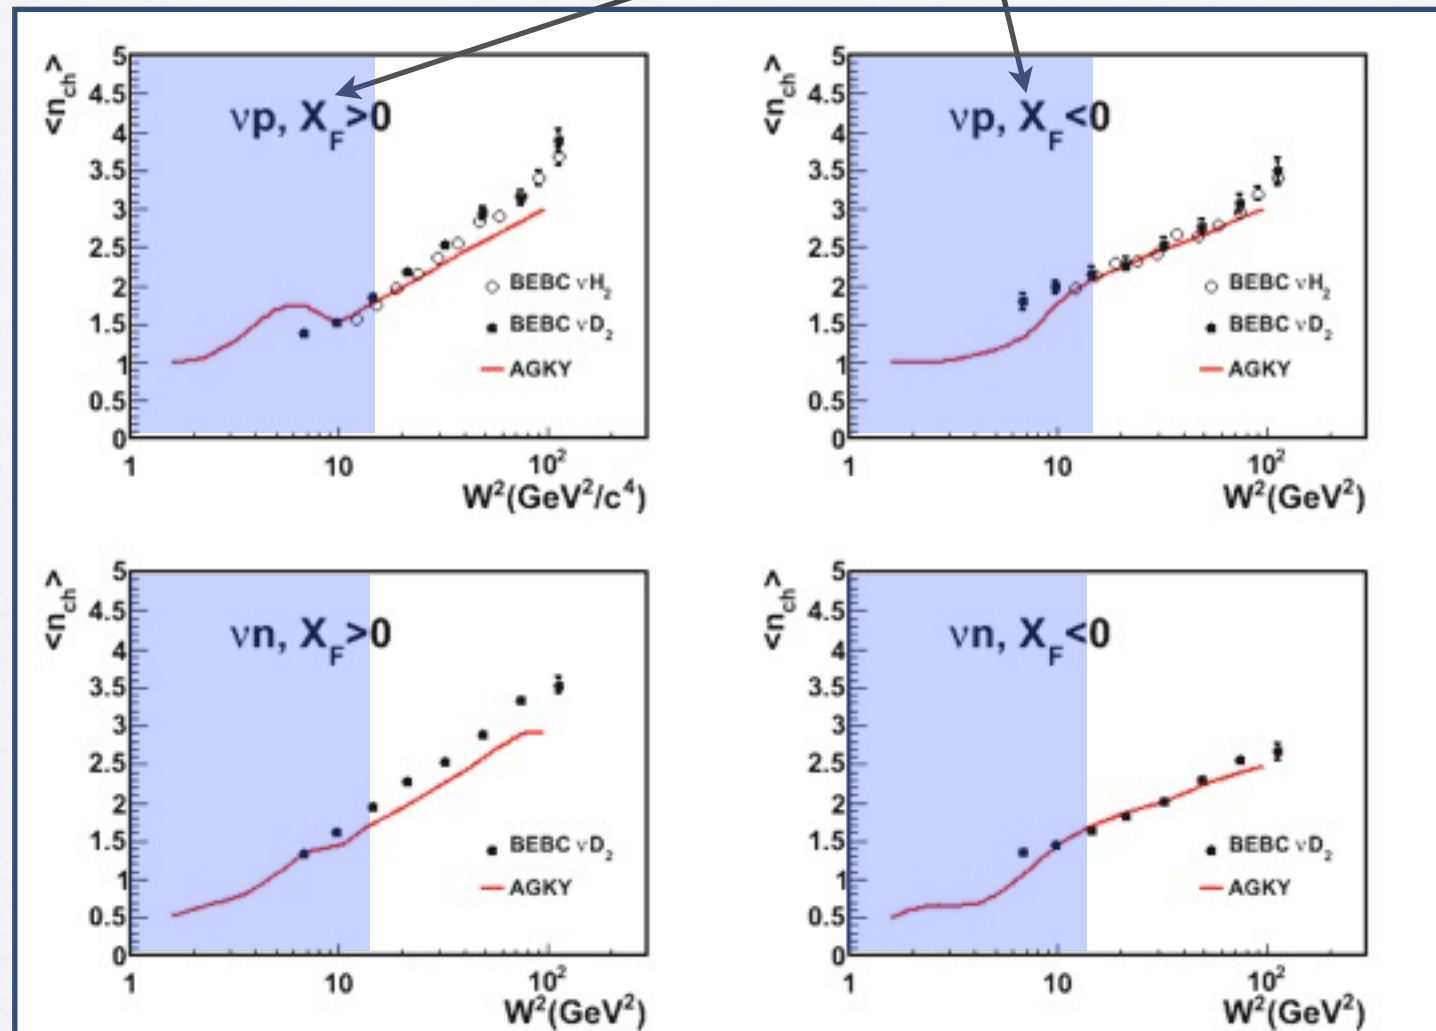 <n_ch>
5
4.5
4
3.5
3
2.5
2
1.5
1
0.5
0
νp, X_F>0
BEBC νH_2
BEBC νD_2
AGKY
1 10 10^2
W^2(GeV^2/c^4)
<n_ch>
5
4.5
4
3.5
3
2.5
2
1.5
1
0.5
0
νp, X_F<0
BEBC νH_2
BEBC νD_2
AGKY
1 10 10^2
W^2(GeV^2)
<n_ch>
5
4.5
4
3.5
3
2.5
2
1.5
1
0.5
0
νn, X_F>0
BEBC νD_2
AGKY
1 10 10^2
W^2(GeV^2)
<n_ch>
5
4.5
4
3.5
3
2.5
2
1.5
1
0.5
0
νn, X_F<0
BEBC νD_2
AGKY
1 10 10^2
W^2(GeV^2)